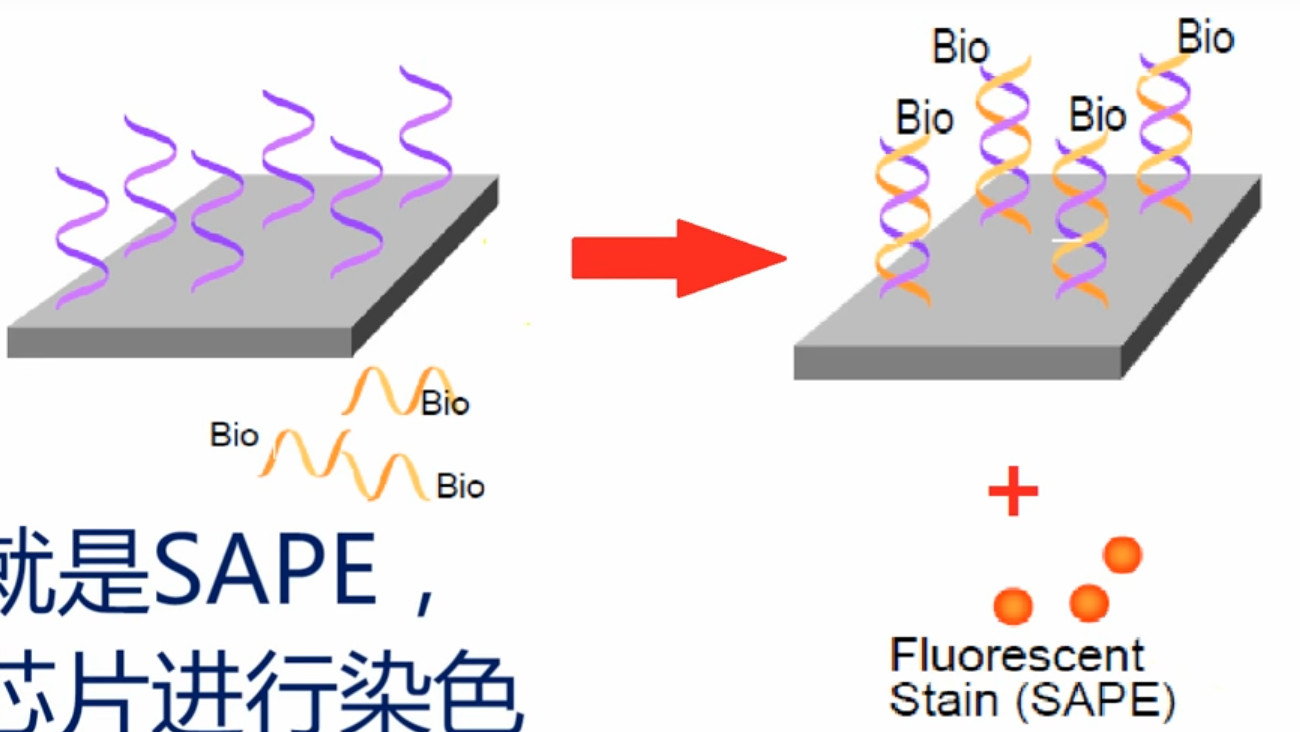 Bio
Bio
Bio
Bio
Bio
Bio
Bio
就是SAPE，
芯片进行染色
Fluorescent
Stain (SAPE)